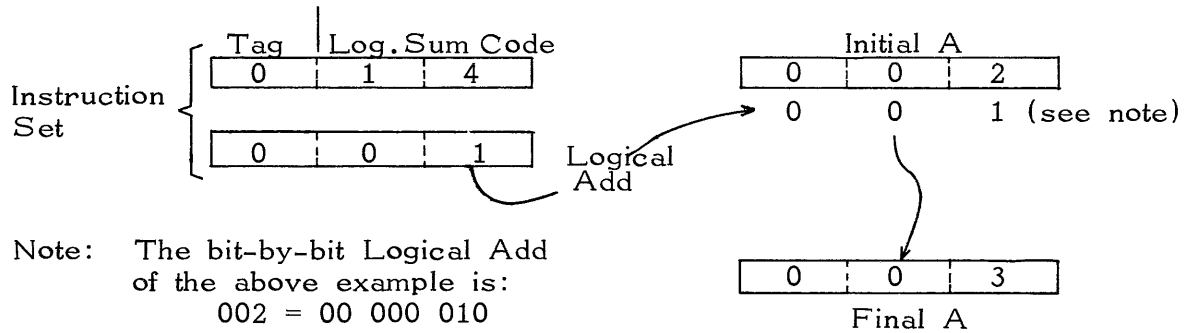 Tag Log. Sum Code
0 1 4
Instruction
Set
0 0 1
Logical
Add
Initial A
0 0 2
0 0 1 (see note)
0 0 3
Final A
Note: The bit-by-bit Logical Add
of the above example is:
002 = 00 000 010